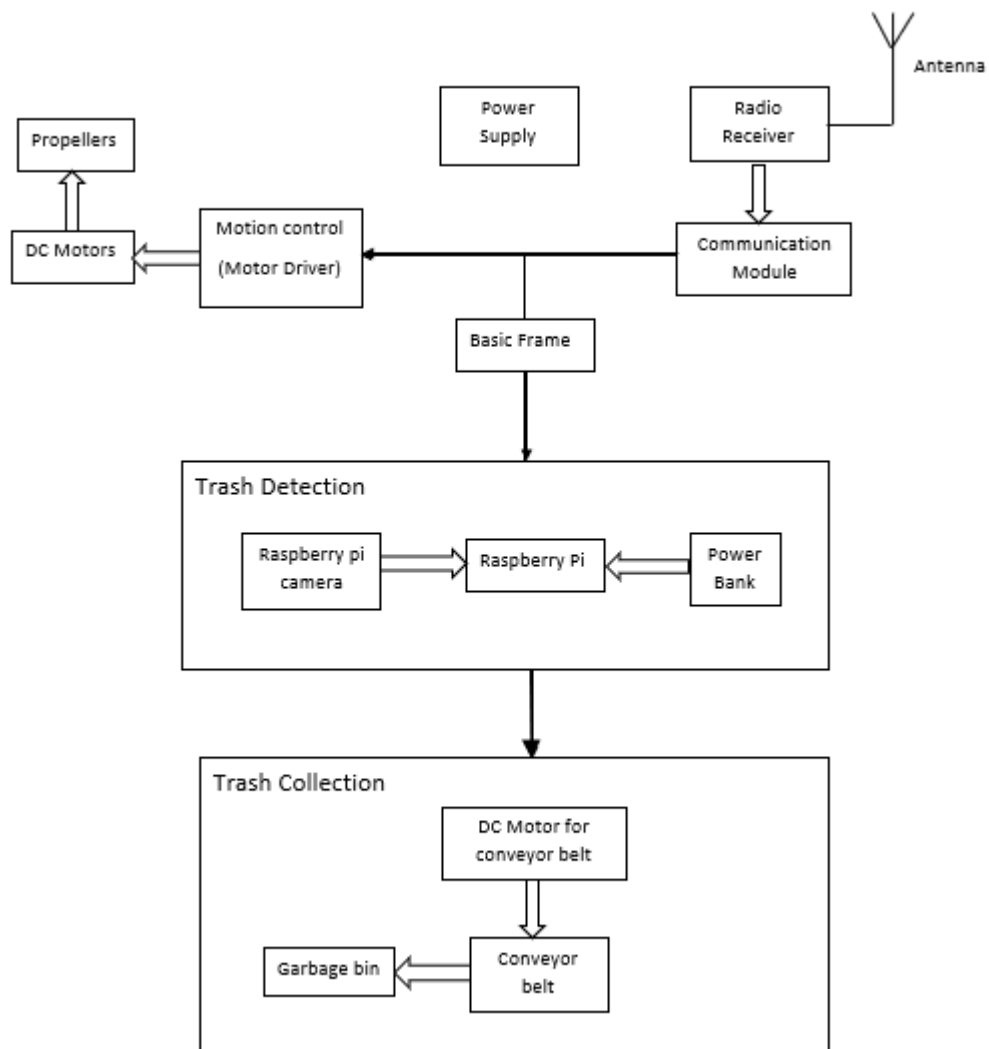 Antenna
Power
Supply
Radio
Receiver
Propellers
Motion control
(Motor Driver)
DC Motors
Communication
Module
Basic Frame
Trash Detection
Raspberry pi
camera
Raspberry Pi
Power
Bank
Trash Collection
DC Motor for
conveyor belt
Garbage bin
Conveyor
belt